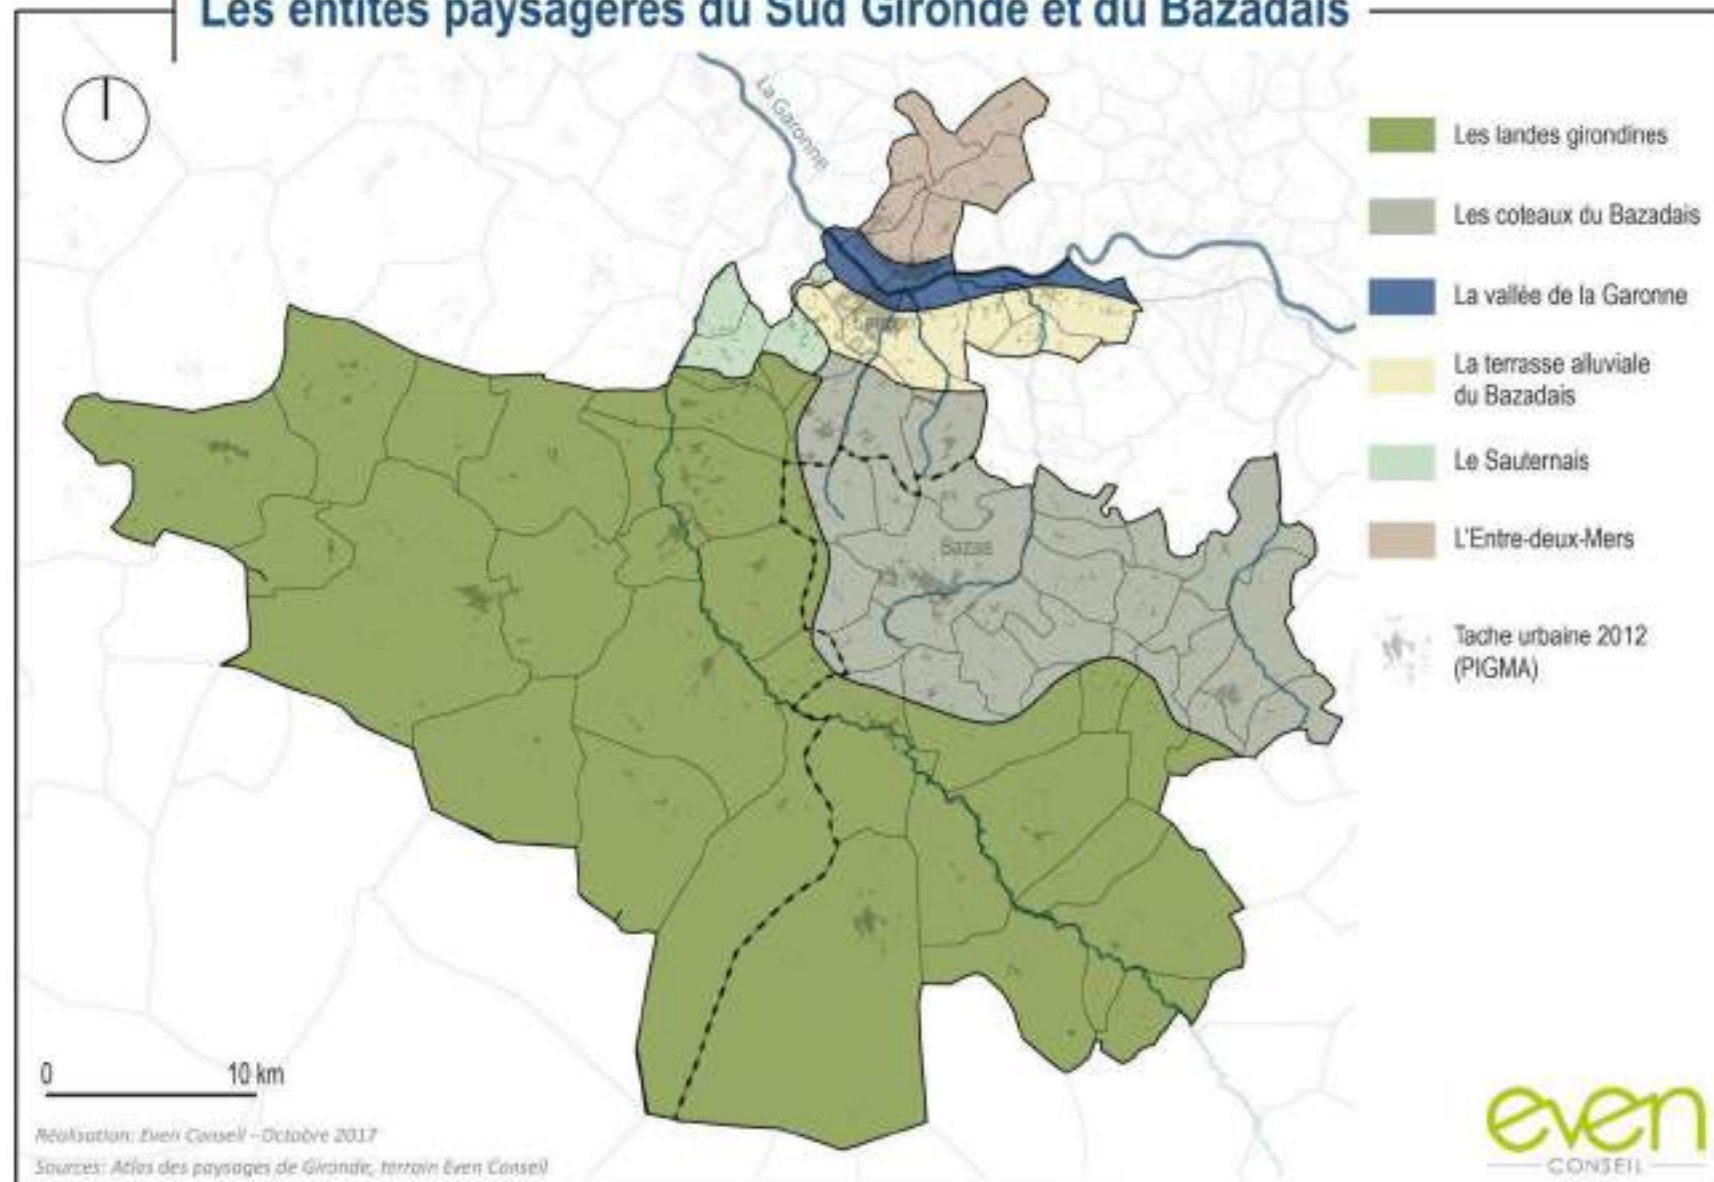 Les entités paysagères du Sud Gironde et du Bazadais
La Garonne
Les landes girondines
Les coteaux du Bazadais
La vallée de la Garonne
La terrasse alluviale
du Bazadais
Le Sauternais
L'Entre-deux-Mers
Tache urbaine 2012
(PIGMA)
Bazas
0 10 km
Réalisation: Even Conseil - Octobre 2017
Sources: Atlas des paysages de Gironde, terrain Even Conseil
even
CONSEIL